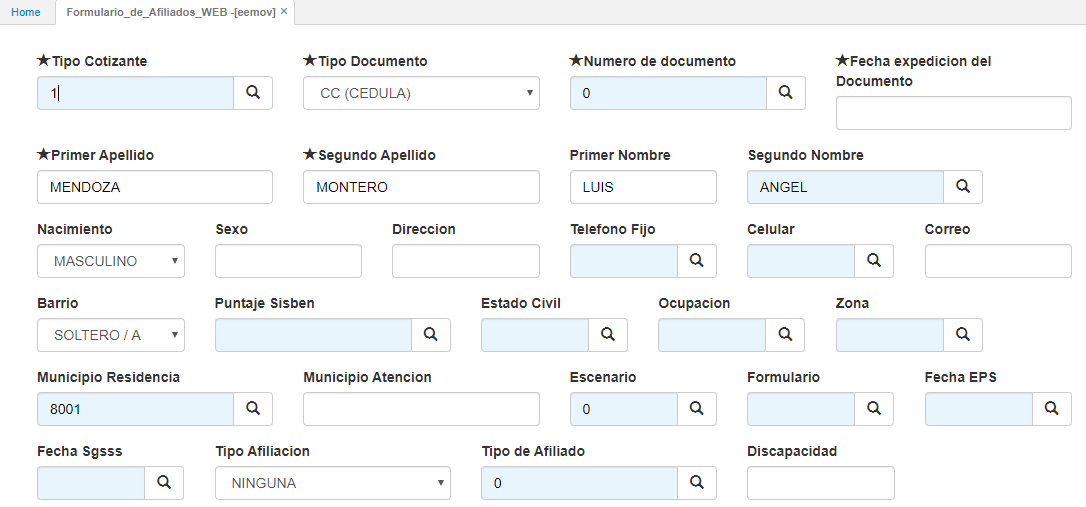 Home Formulario_de_Afiliados_WEB -[eemov] ×
★Tipo Cotizante ★Tipo Documento ★Numero de documento ★Fecha expedicion del
Documento
1 CC (CEDULA) 0
★Primer Apellido ★Segundo Apellido Primer Nombre Segundo Nombre
MENDOZA MONTERO LUIS ANGEL
Nacimiento Sexo Direccion Telefono Fijo Celular Correo
MASCULINO
Barrio Puntaje Sisben Estado Civil Ocupacion Zona
SOLTERO / A
Municipio Residencia Municipio Atencion Escenario Formulario Fecha EPS
8001 0
Fecha Sgsss Tipo Afiliacion Tipo de Afiliado Discapacidad
NINGUNA 0